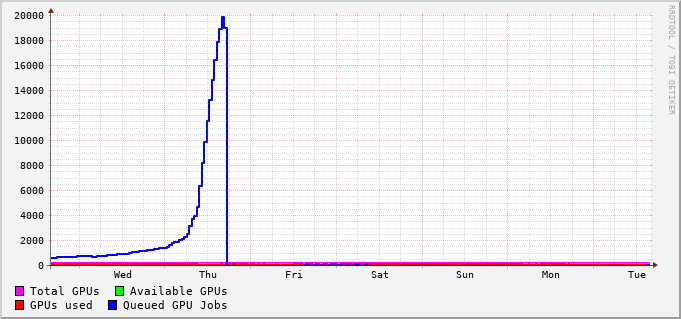 20000
18000
16000
14000
12000
10000
8000
6000
4000
2000
0
Wed Thu Fri Sat Sun Mon Tue
Total GPUs Available GPUs
GPUs used Queued GPU Jobs
RRDTOOL / TOBI OETIKER